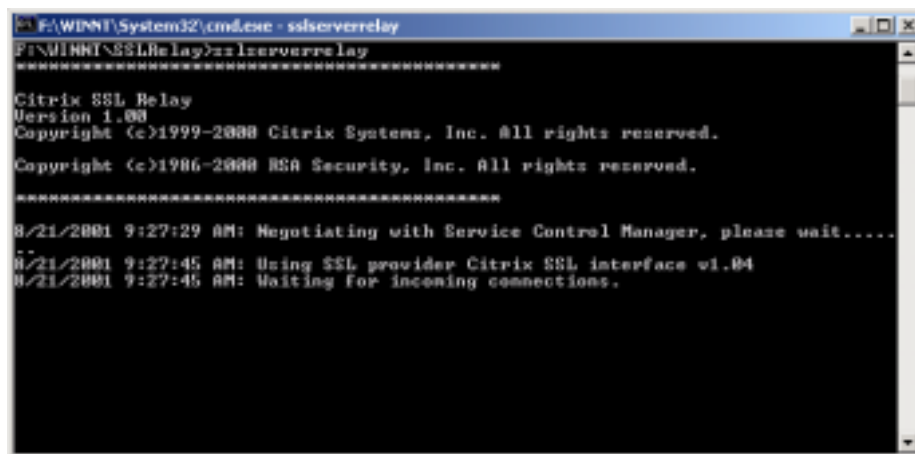 F:\WINNT\System32\cmd.exe - sslserverrelay
F:\WINNT\SSLRelay>sslserverrelay
********************************************
Citrix SSL Relay
Version 1.00
Copyright (c)1999-2000 Citrix Systems, Inc. All rights reserved.
Copyright (c)1986-2000 RSA Security, Inc. All rights reserved.
********************************************
8/21/2001 9:27:29 AM: Negotiating with Service Control Manager, please wait.....
..
8/21/2001 9:27:45 AM: Using SSL provider Citrix SSL interface v1.04
8/21/2001 9:27:45 AM: Waiting for incoming connections.